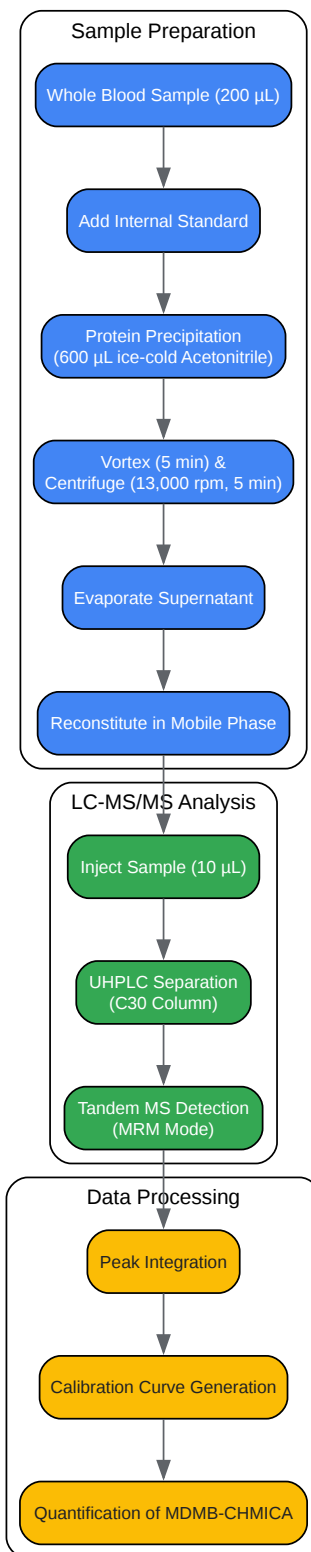 Sample Preparation
Whole Blood Sample (200 µL)
Add Internal Standard
Protein Precipitation
(600 µL ice-cold Acetonitrile)
Vortex (5 min) &
Centrifuge (13,000 rpm, 5 min)
Evaporate Supernatant
Reconstitute in Mobile Phase
LC-MS/MS Analysis
Inject Sample (10 µL)
UHPLC Separation
(C30 Column)
Tandem MS Detection
(MRM Mode)
Data Processing
Peak Integration
Calibration Curve Generation
Quantification of MDMB-CHMICA